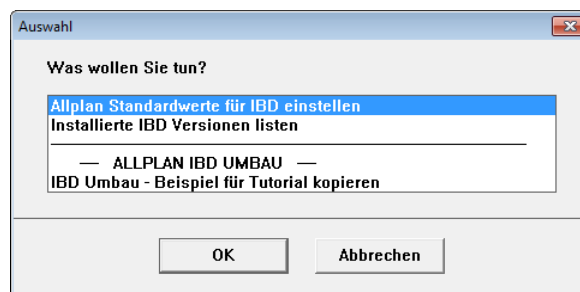 Auswahl
Was wollen Sie tun?
Allplan Standardwerte für IBD einstellen
Installierte IBD Versionen listen
— ALLPLAN IBD UMBAU —
IBD Umbau - Beispiel für Tutorial kopieren
OK
Abbrechen